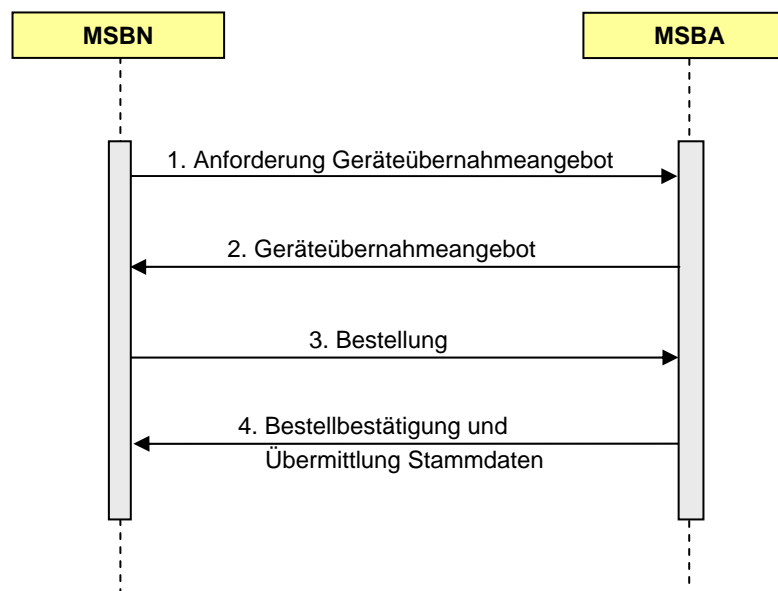 MSBN
MSBA
1. Anforderung Geräteübernahmeangebot
2. Geräteübernahmeangebot
3. Bestellung
4. Bestellbestätigung und
Übermittlung Stammdaten